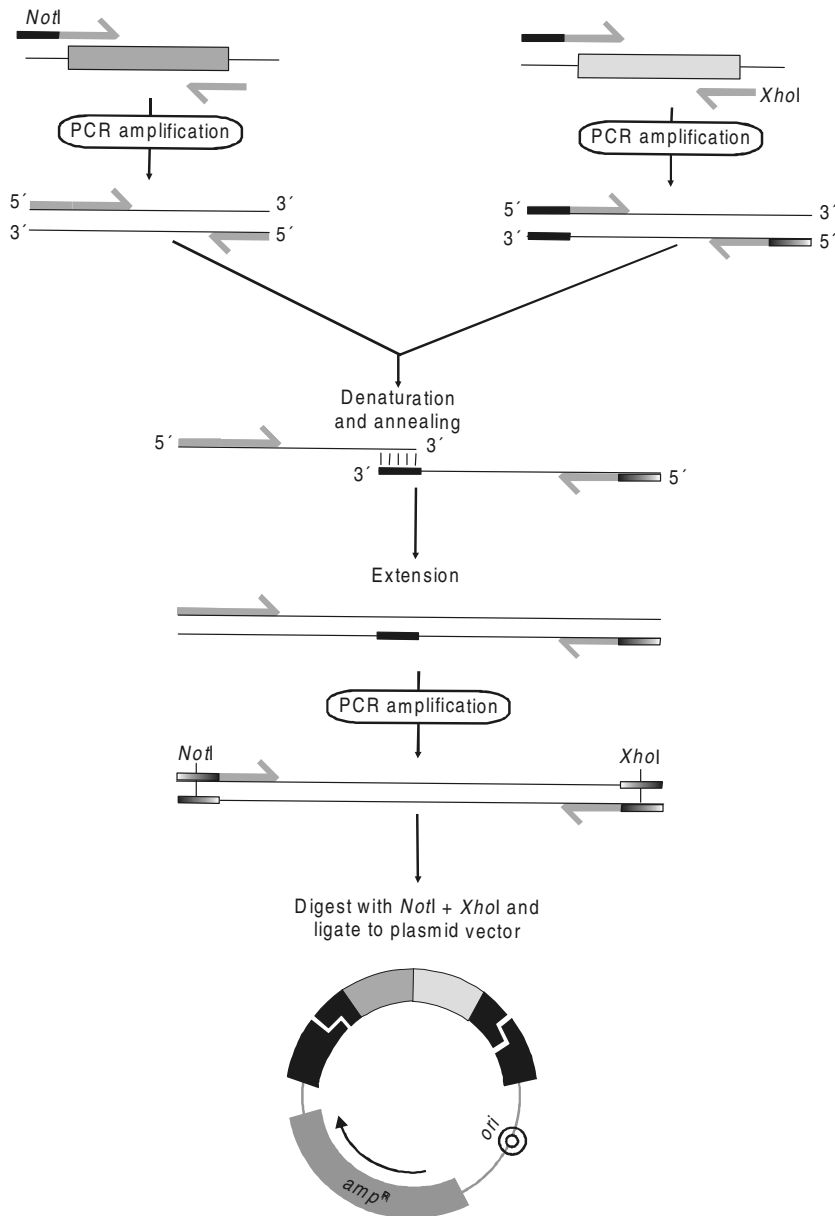 NotI
XhoI
PCR amplification
PCR amplification
5´ 3´
3´ 5´
5´ 3´
3´ 5´
Denaturation
and annealing
5´ 3´
3´ 5´
Extension
PCR amplification
NotI XhoI
Digest with NotI + XhoI and
ligate to plasmid vector
ori
ampR